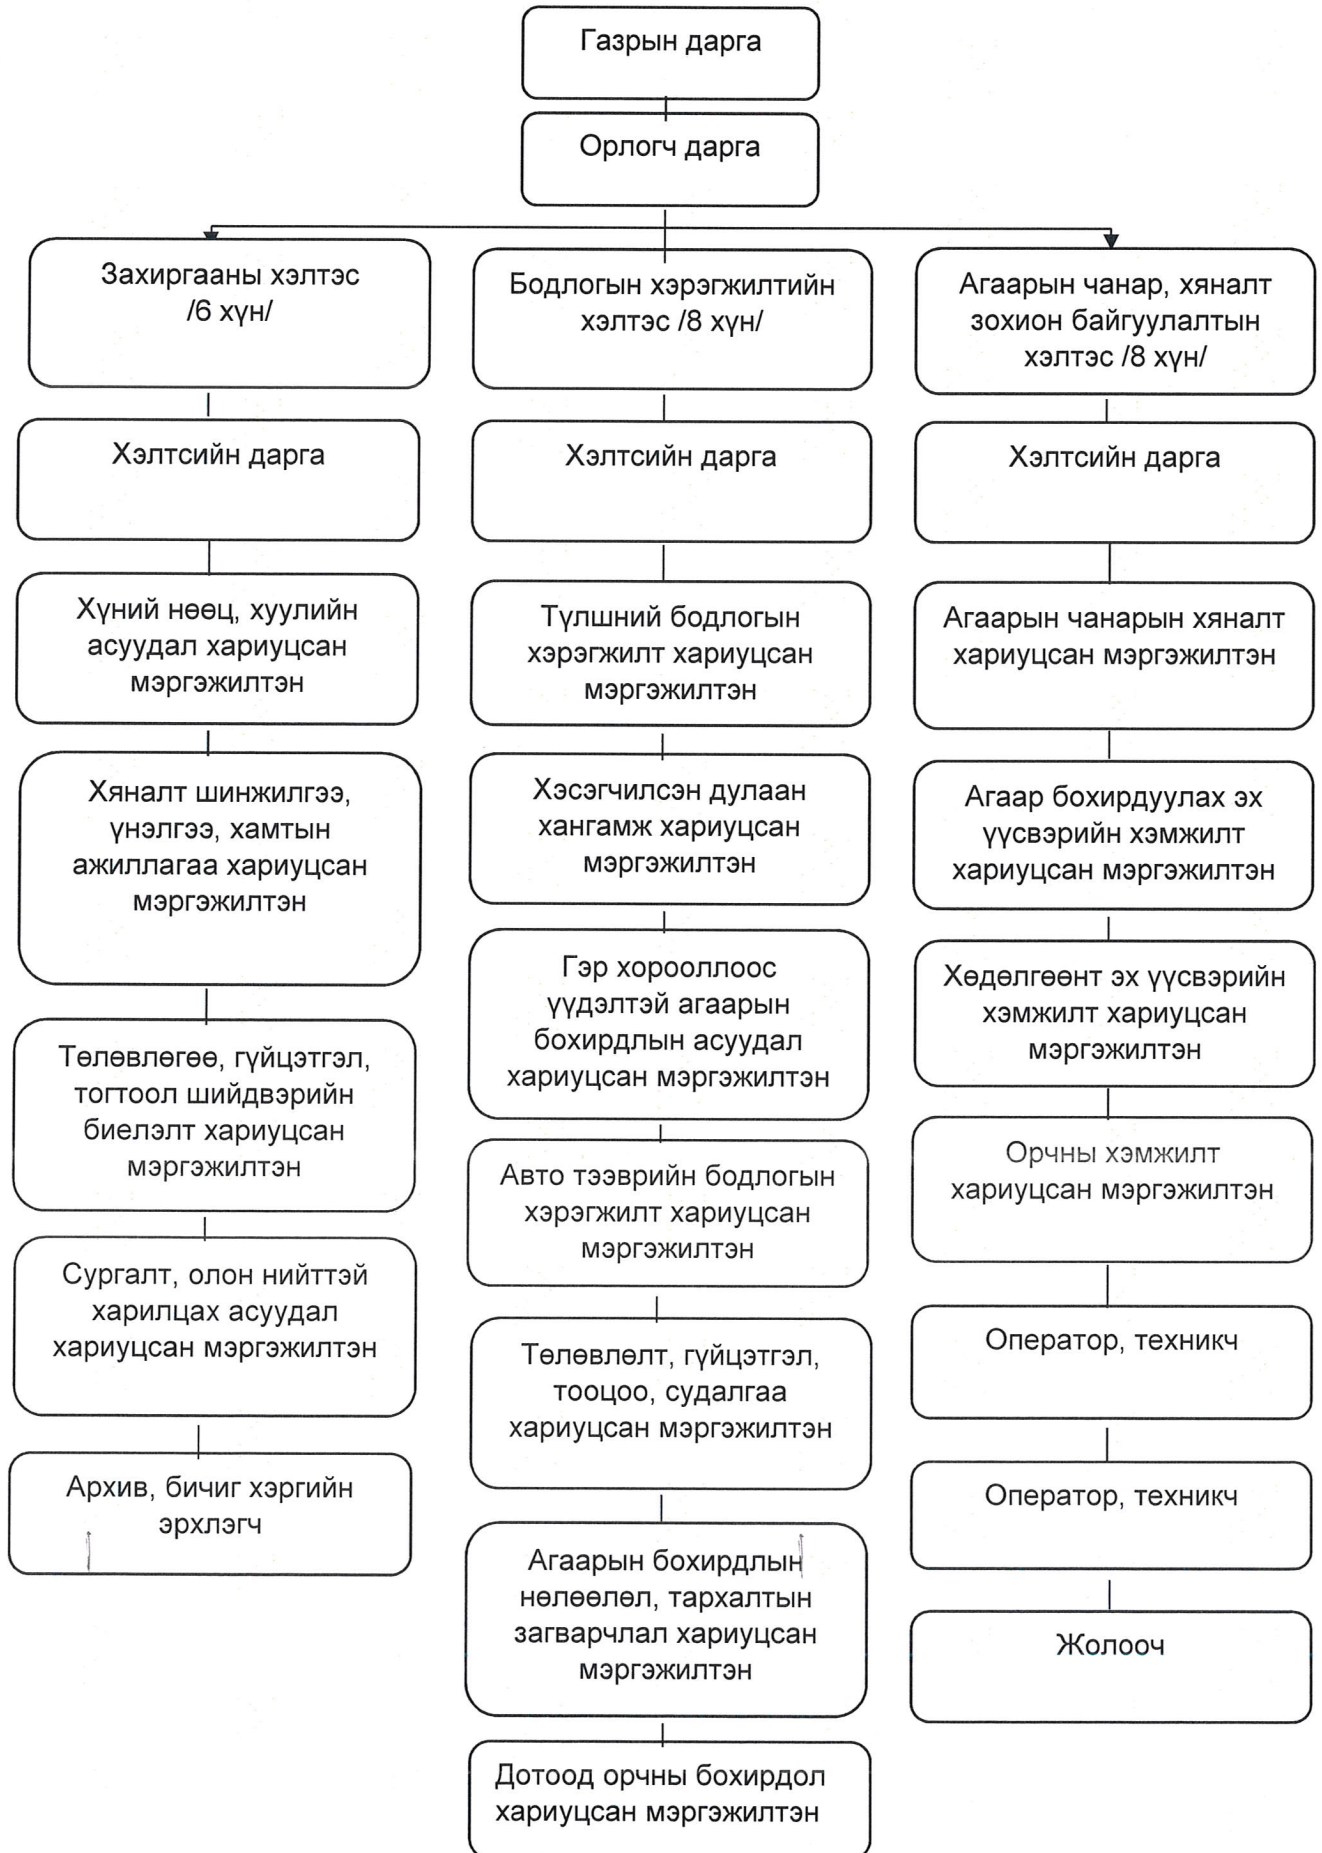 Газрын дарга
Орлогч дарга
Захиргааны хэлтэс
/6 хүн/
Бодлогын хэрэгжилтийн
хэлтэс /8 хүн/
Агаарын чанар, хяналт
зохион байгуулалтын
хэлтэс /8 хүн/
Хэлтсийн дарга
Хэлтсийн дарга
Хэлтсийн дарга
Хүний нөөц, хуулийн
асуудал хариуцсан
мэргэжилтэн
Түлшний бодлогын
хэрэгжилт хариуцсан
мэргэжилтэн
Агаарын чанарын хяналт
хариуцсан мэргэжилтэн
Хяналт шинжилгээ,
үнэлгээ, хамтын
ажиллагаа хариуцсан
мэргэжилтэн
Хэсэгчилсэн дулаан
хангамж хариуцсан
мэргэжилтэн
Агаар бохирдуулах эх
үүсвэрийн хэмжилт
хариуцсан мэргэжилтэн
Төлөвлөгөө, гүйцэтгэл,
тогтоол шийдвэрийн
биелэлт хариуцсан
мэргэжилтэн
Гэр хорооллоос
үүдэлтэй агаарын
бохирдлын асуудал
хариуцсан мэргэжилтэн
Хөдөлгөөнт эх үүсвэрийн
хэмжилт хариуцсан
мэргэжилтэн
Сургалт, олон нийттэй
харилцах асуудал
хариуцсан мэргэжилтэн
Авто тээврийн бодлогын
хэрэгжилт хариуцсан
мэргэжилтэн
Орчны хэмжилт
хариуцсан мэргэжилтэн
Архив, бичиг хэргийн
эрхлэгч
Төлөвлөлт, гүйцэтгэл,
тооцоо, судалгаа
хариуцсан мэргэжилтэн
Оператор, техникч
Агаарын бохирдлын
нөлөөлөл, тархалтын
загварчлал хариуцсан
мэргэжилтэн
Оператор, техникч
Дотоод орчны бохирдол
хариуцсан мэргэжилтэн
Жолооч